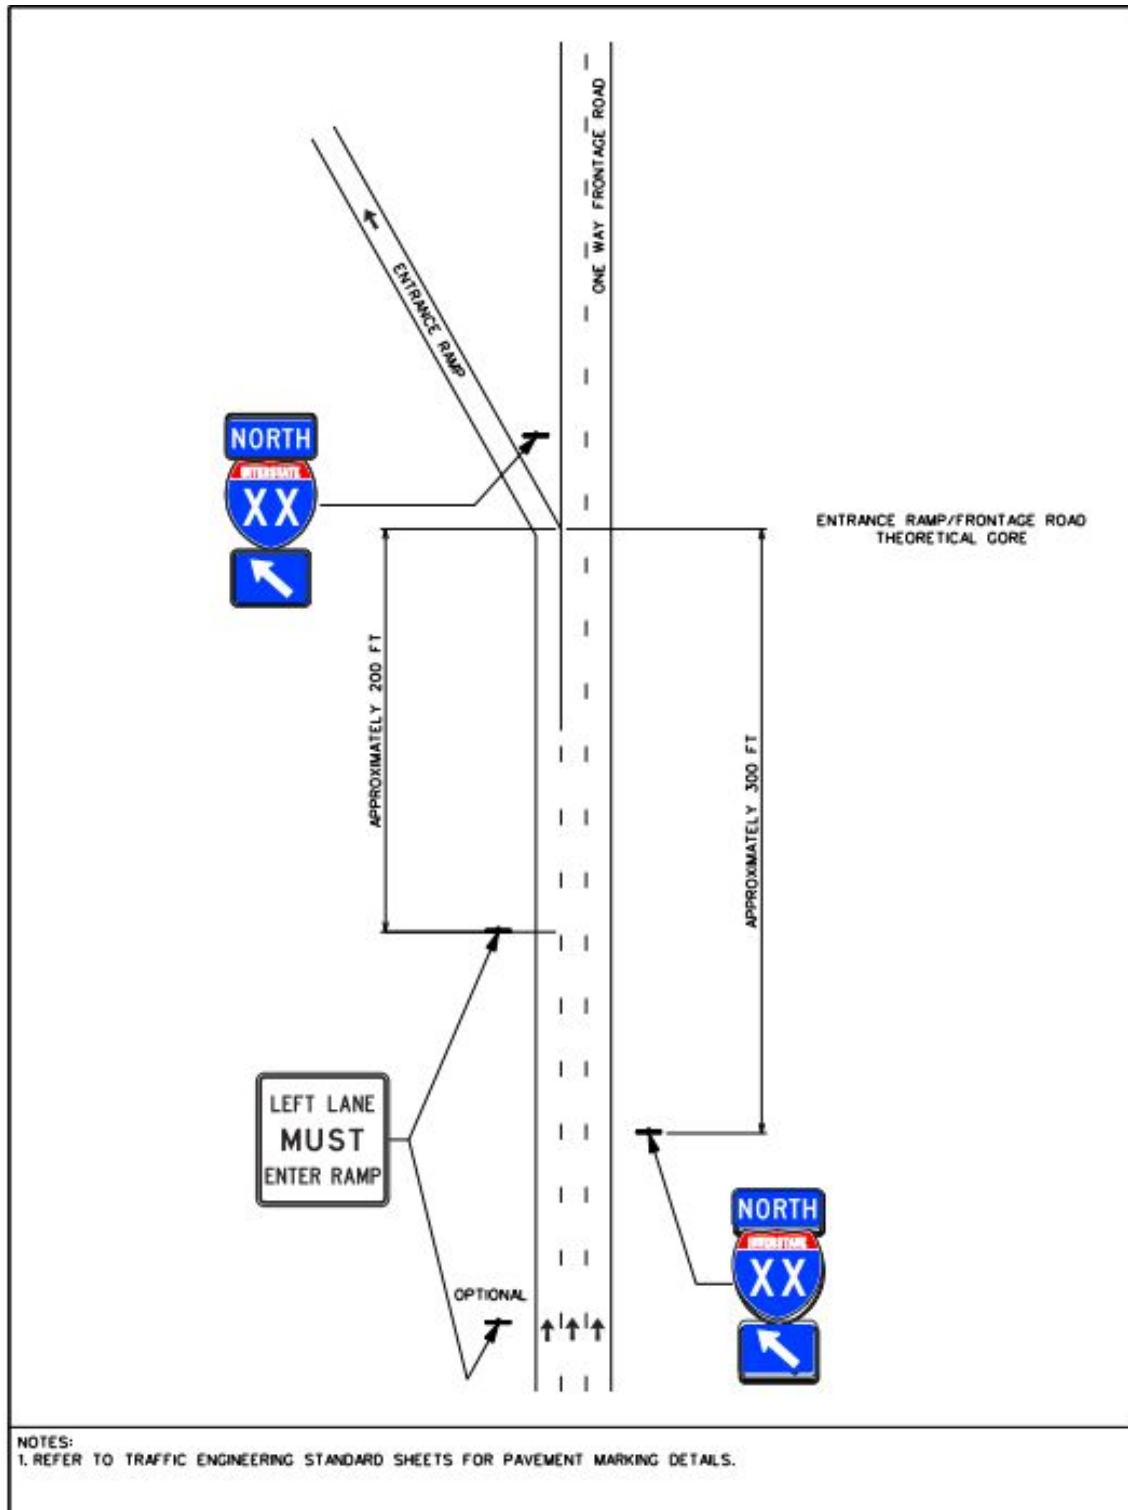 ONE WAY FRONTAGE ROAD
ENTRANCE RAMP
NORTH
INTERSTATE
XX
ENTRANCE RAMP/FRONTAGE ROAD
THEORETICAL GORE
APPROXIMATELY 200 FT
APPROXIMATELY 300 FT
LEFT LANE
MUST
ENTER RAMP
OPTIONAL
NORTH
INTERSTATE
XX
NOTES:
1. REFER TO TRAFFIC ENGINEERING STANDARD SHEETS FOR PAVEMENT MARKING DETAILS.